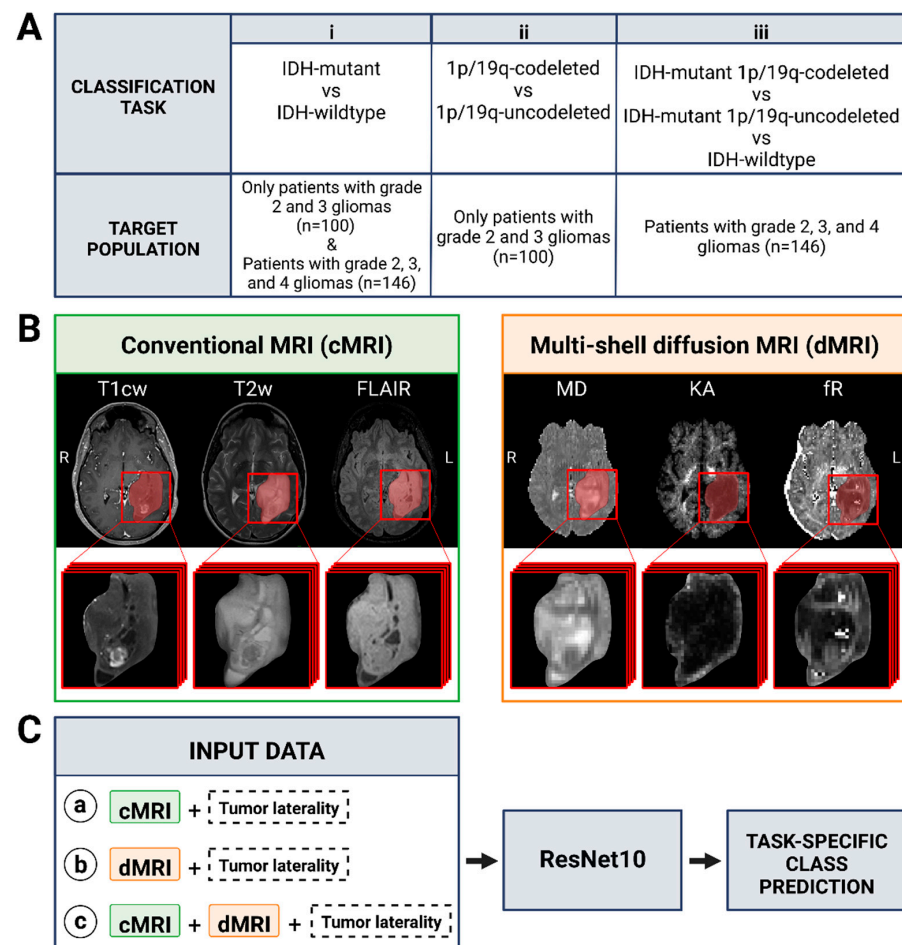 A
i
ii
iii
CLASSIFICATION
TASK
IDH-mutant
vs
IDH-wildtype
1p/19q-codeleted
vs
1p/19q-uncodeleted
IDH-mutant 1p/19q-codeleted
vs
IDH-mutant 1p/19q-uncodeleted
vs
IDH-wildtype
TARGET
POPULATION
Only patients with grade
2 and 3 gliomas
(n=100)
&
Patients with grade 2, 3,
and 4 gliomas (n=146)
Only patients with
grade 2 and 3 gliomas
(n=100)
Patients with grade 2, 3, and 4
gliomas (n=146)
B
Conventional MRI (cMRI)
T1cw
T2w
FLAIR
R
L
Multi-shell diffusion MRI (dMRI)
MD
KA
fR
R
L
C
INPUT DATA
a cMRI + Tumor laterality
b dMRI + Tumor laterality
c cMRI + dMRI + Tumor laterality
ResNet10
TASK-SPECIFIC
CLASS
PREDICTION